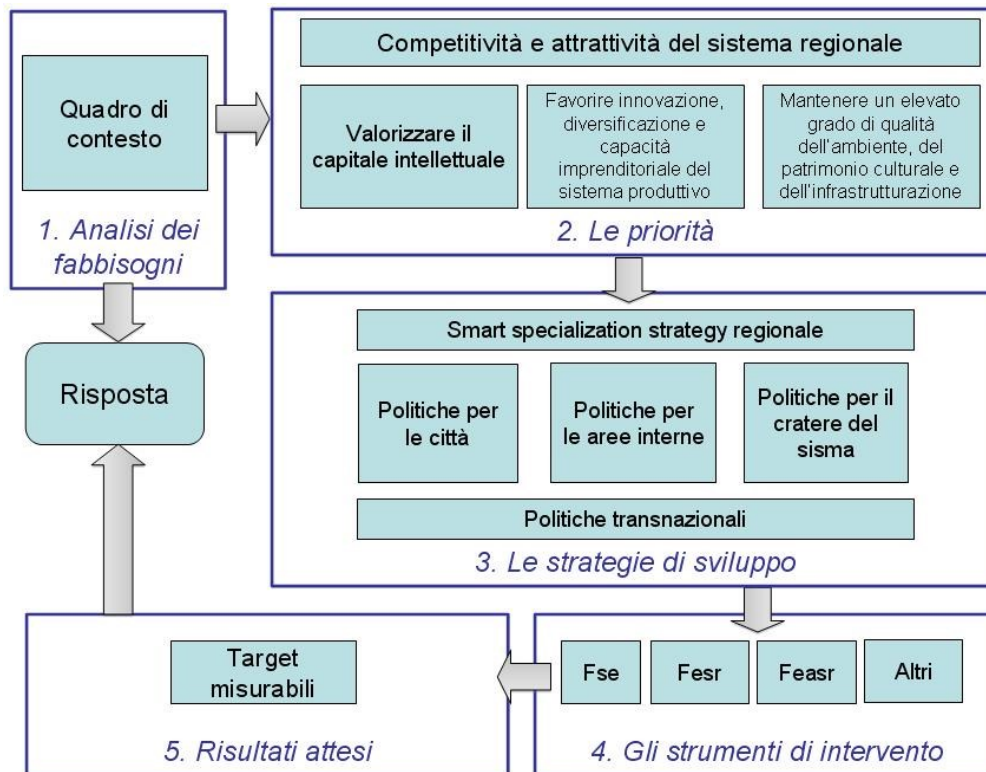 Quadro di
contesto
1. Analisi dei
fabbisogni
Competitività e attrattività del sistema regionale
Valorizzare il
capitale intellettuale
Favorire innovazione,
diversificazione e
capacità
imprenditoriale del
sistema produttivo
Mantenere un elevato
grado di qualità
dell'ambiente, del
patrimonio culturale e
dell'infrastrutturazione
2. Le priorità
Risposta
Smart specialization strategy regionale
Politiche per
le città
Politiche per
le aree interne
Politiche per il
cratere del
sisma
Politiche transnazionali
3. Le strategie di sviluppo
Fse
Fesr
Feasr
Altri
4. Gli strumenti di intervento
Target
misurabili
5. Risultati attesi